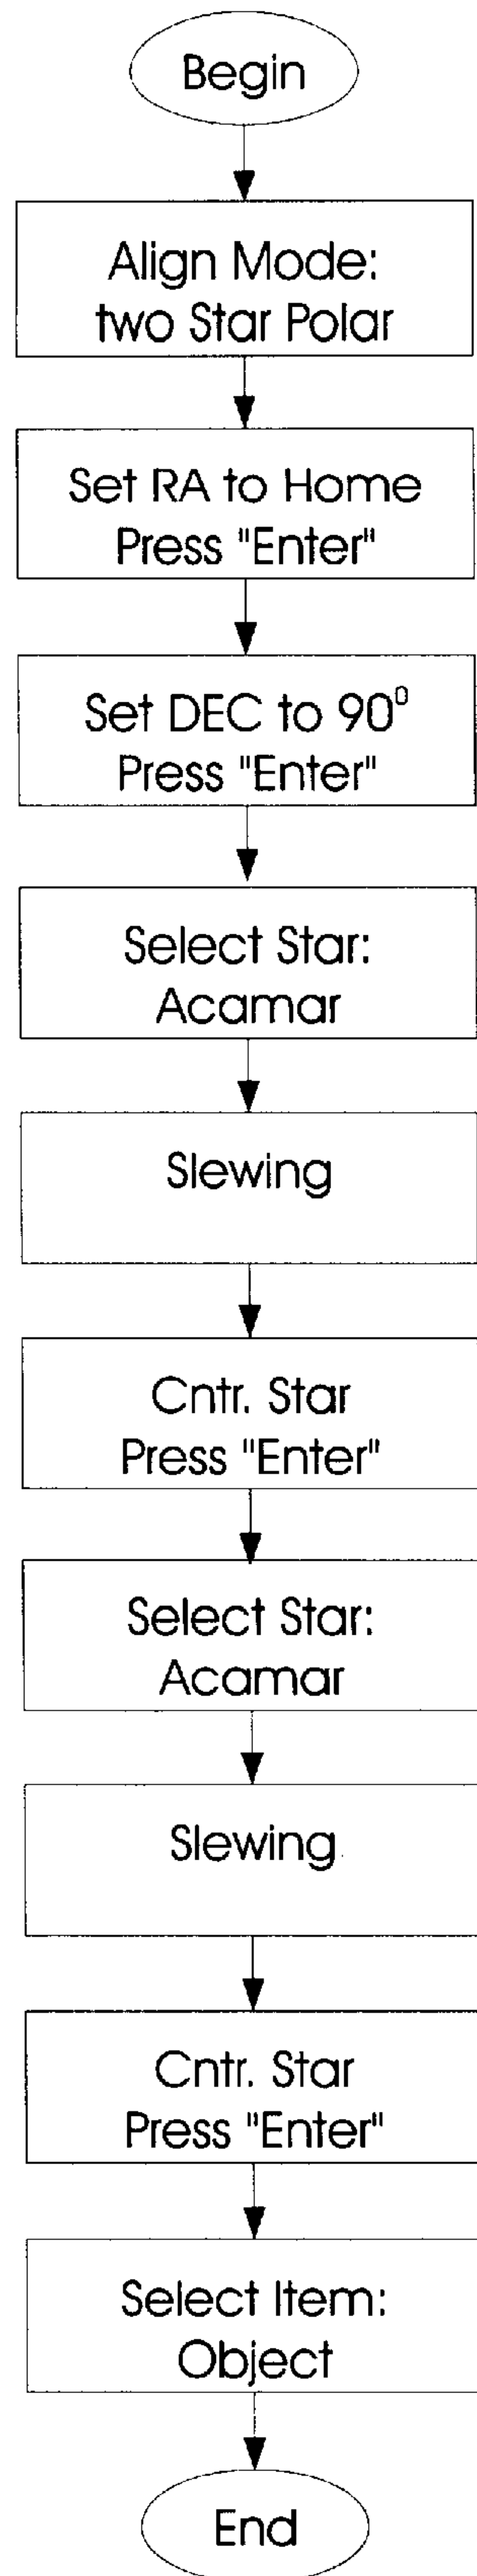 Begin
Align Mode:
two Star Polar
Set RA to Home
Press "Enter"
Set DEC to 90⁰
Press "Enter"
Select Star:
Acamar
Slewing
Cntr. Star
Press "Enter"
Select Star:
Acamar
Slewing
Cntr. Star
Press "Enter"
Select Item:
Object
End